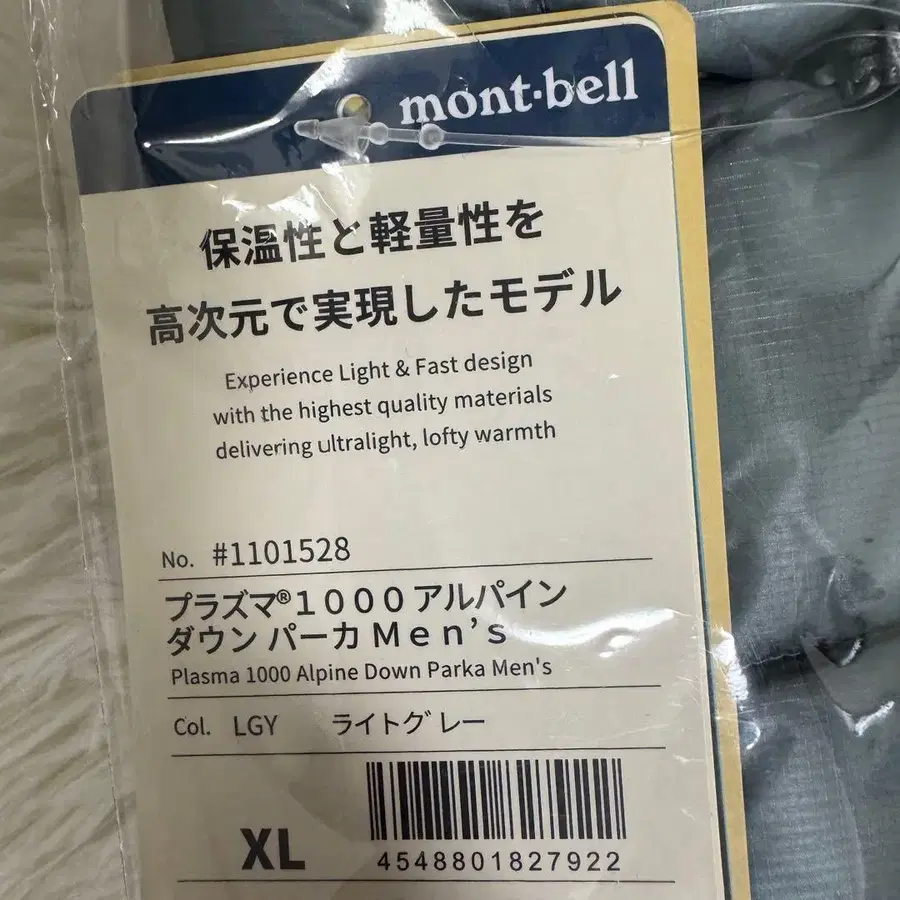 mont-bell
保温性と軽量性を
高次元で実現したモデル
Experience Light & Fast design
with the highest quality materials
delivering ultralight, lofty warmth
No. #1101528
プラズマ®１０００アルパイン
ダウン パーカ Ｍｅｎ’ｓ
Plasma 1000 Alpine Down Parka Men's
Col. LGY ライトグレー
XL
4548801827922